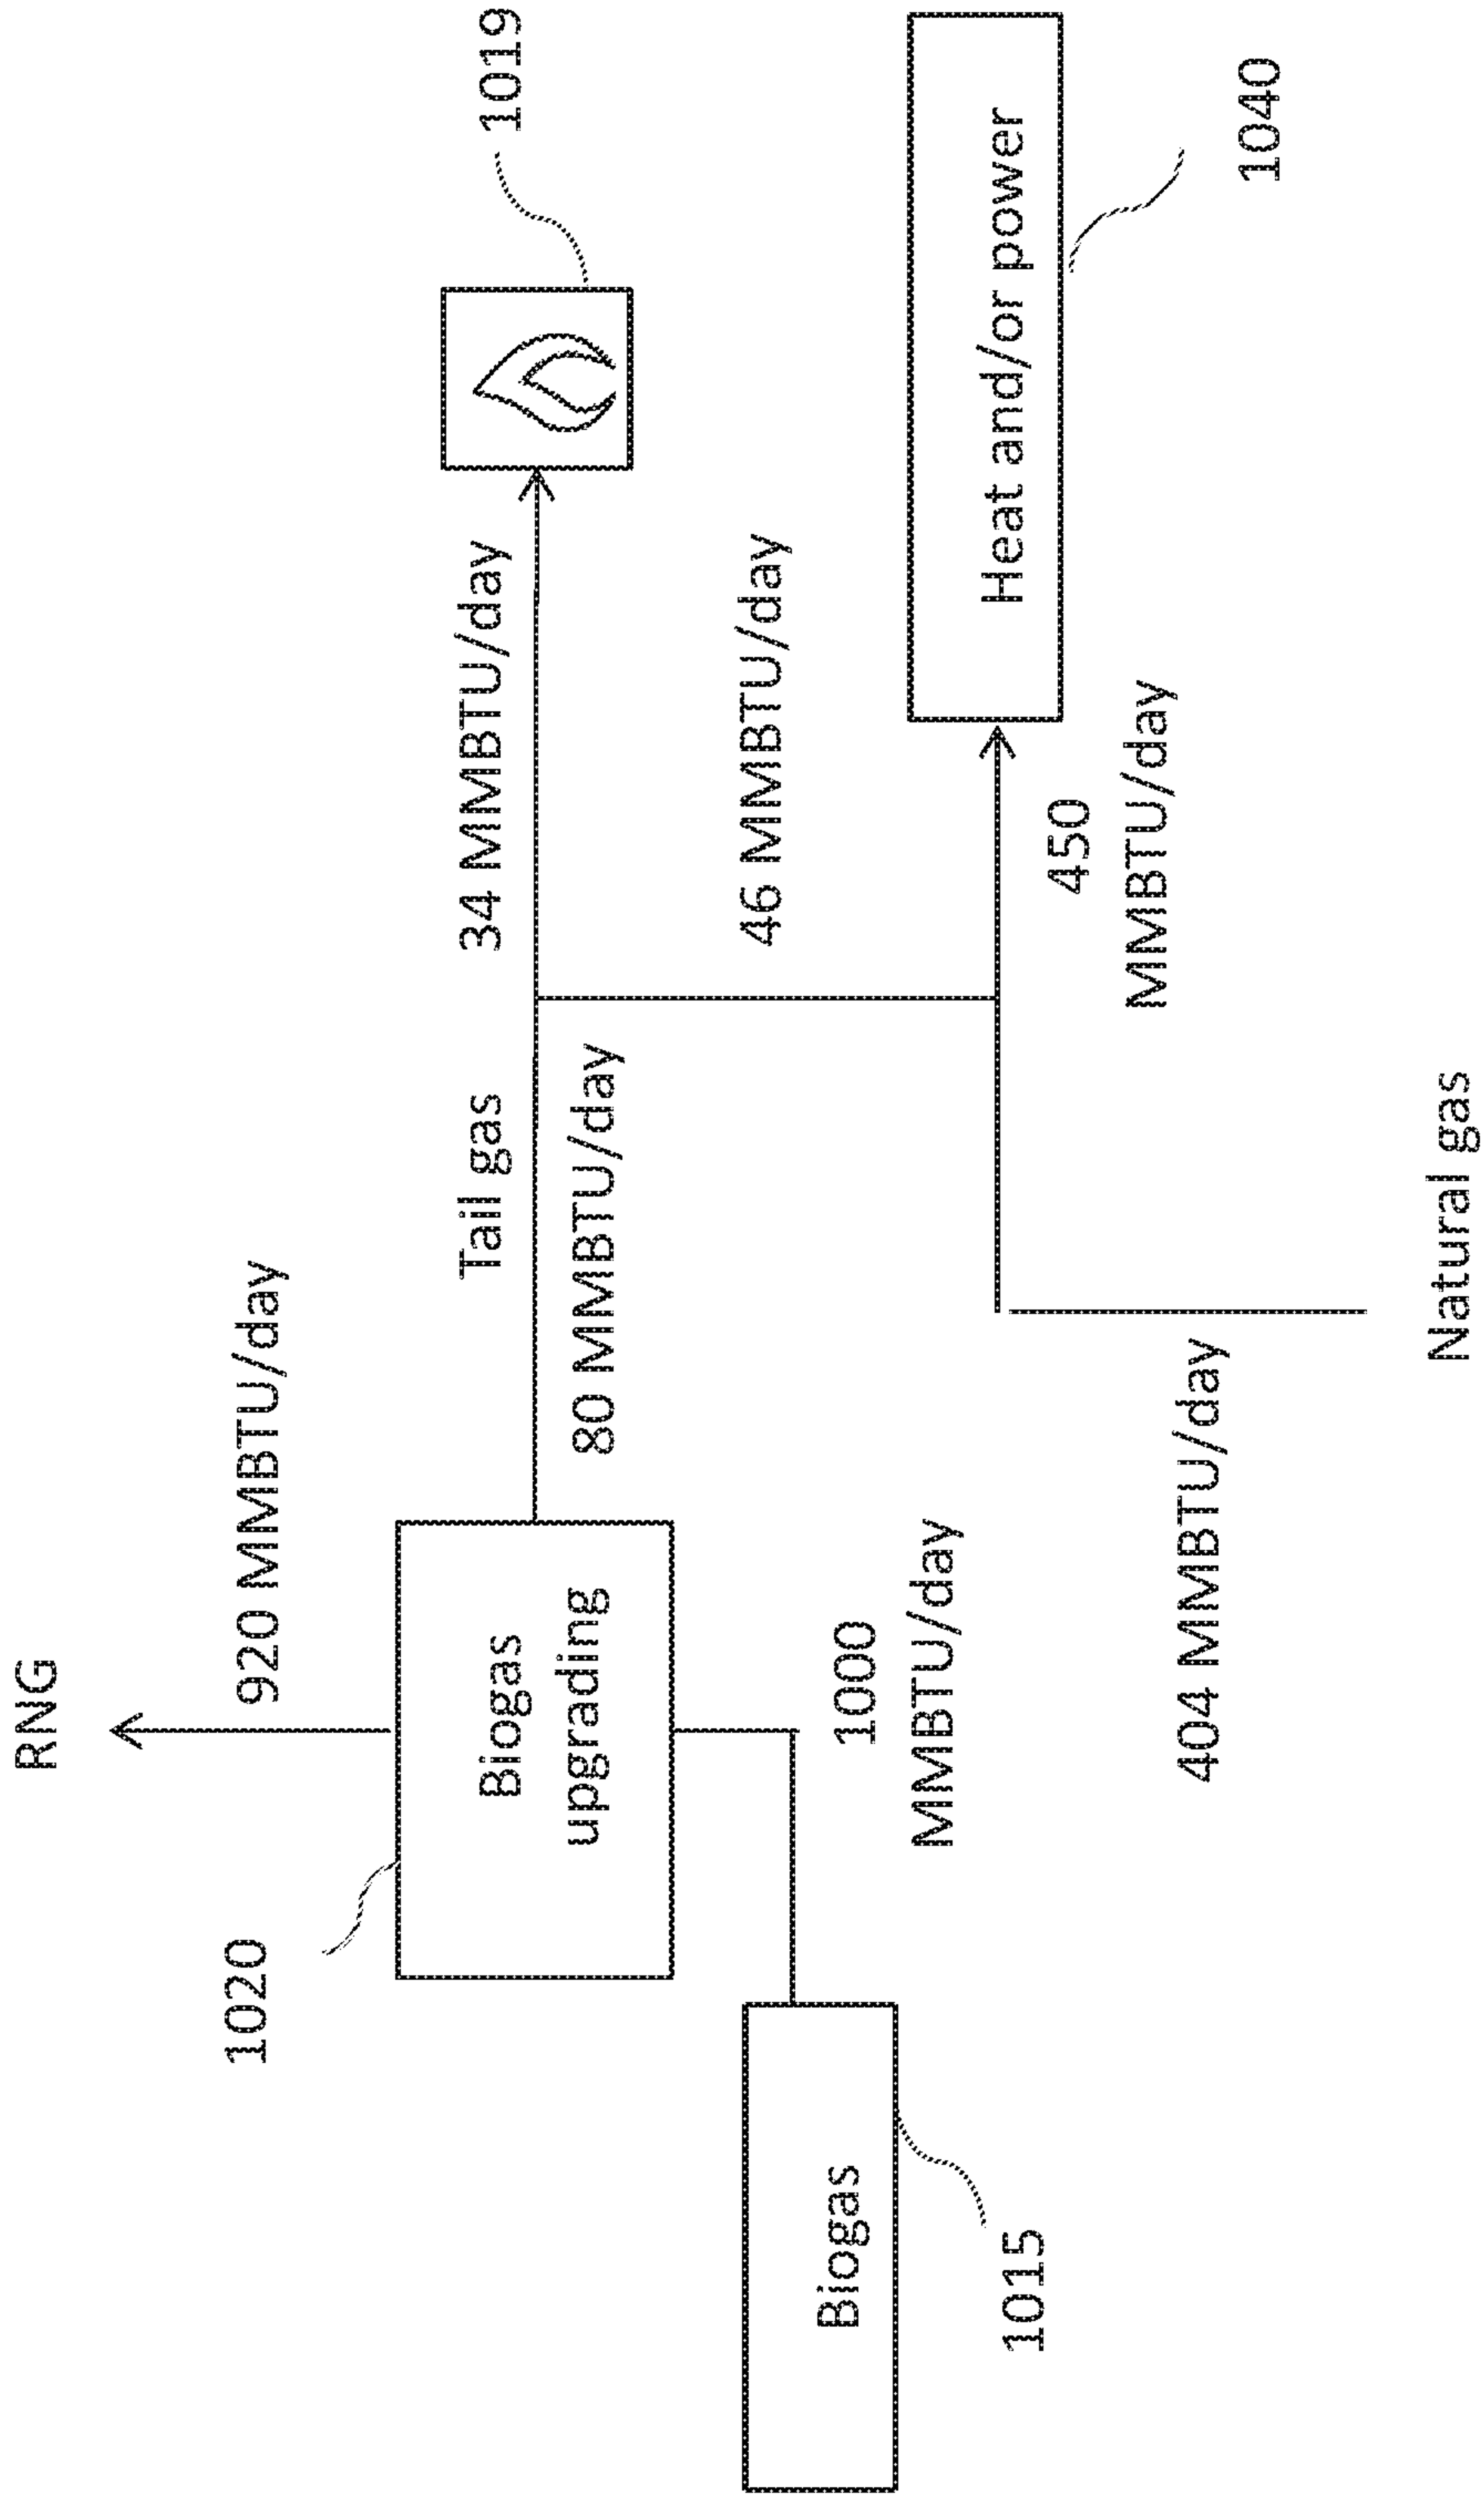 RNG
920 MMBTU/day
1020
Biogas
upgrading
Tail gas
80 MMBTU/day
34 MMBTU/day
1019
46 MMBTU/day
Biogas
1015
1000
MMBTU/day
Heat and/or power
1040
450
MMBTU/day
404 MMBTU/day
Natural gas